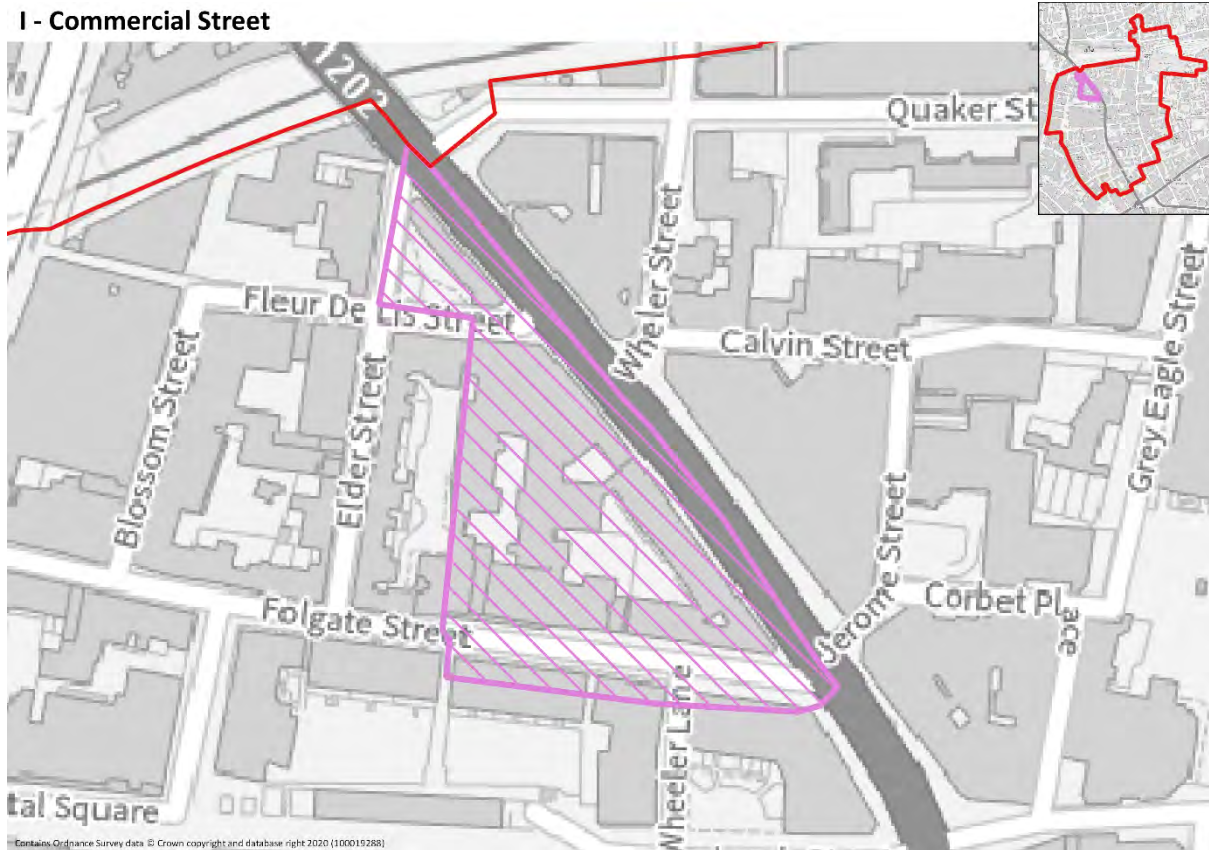 I - Commercial Street
1202
Quaker St
Wheler Street
Fleur De Lis Street
Calvin Street
Grey Eagle Street
Blossom Street
Elder Street
Jerome Street
Corbet Place
Folgate Street
Wheeler Lane
tal Square
Contains Ordnance Survey data © Crown copyright and database right 2020 (100019288)